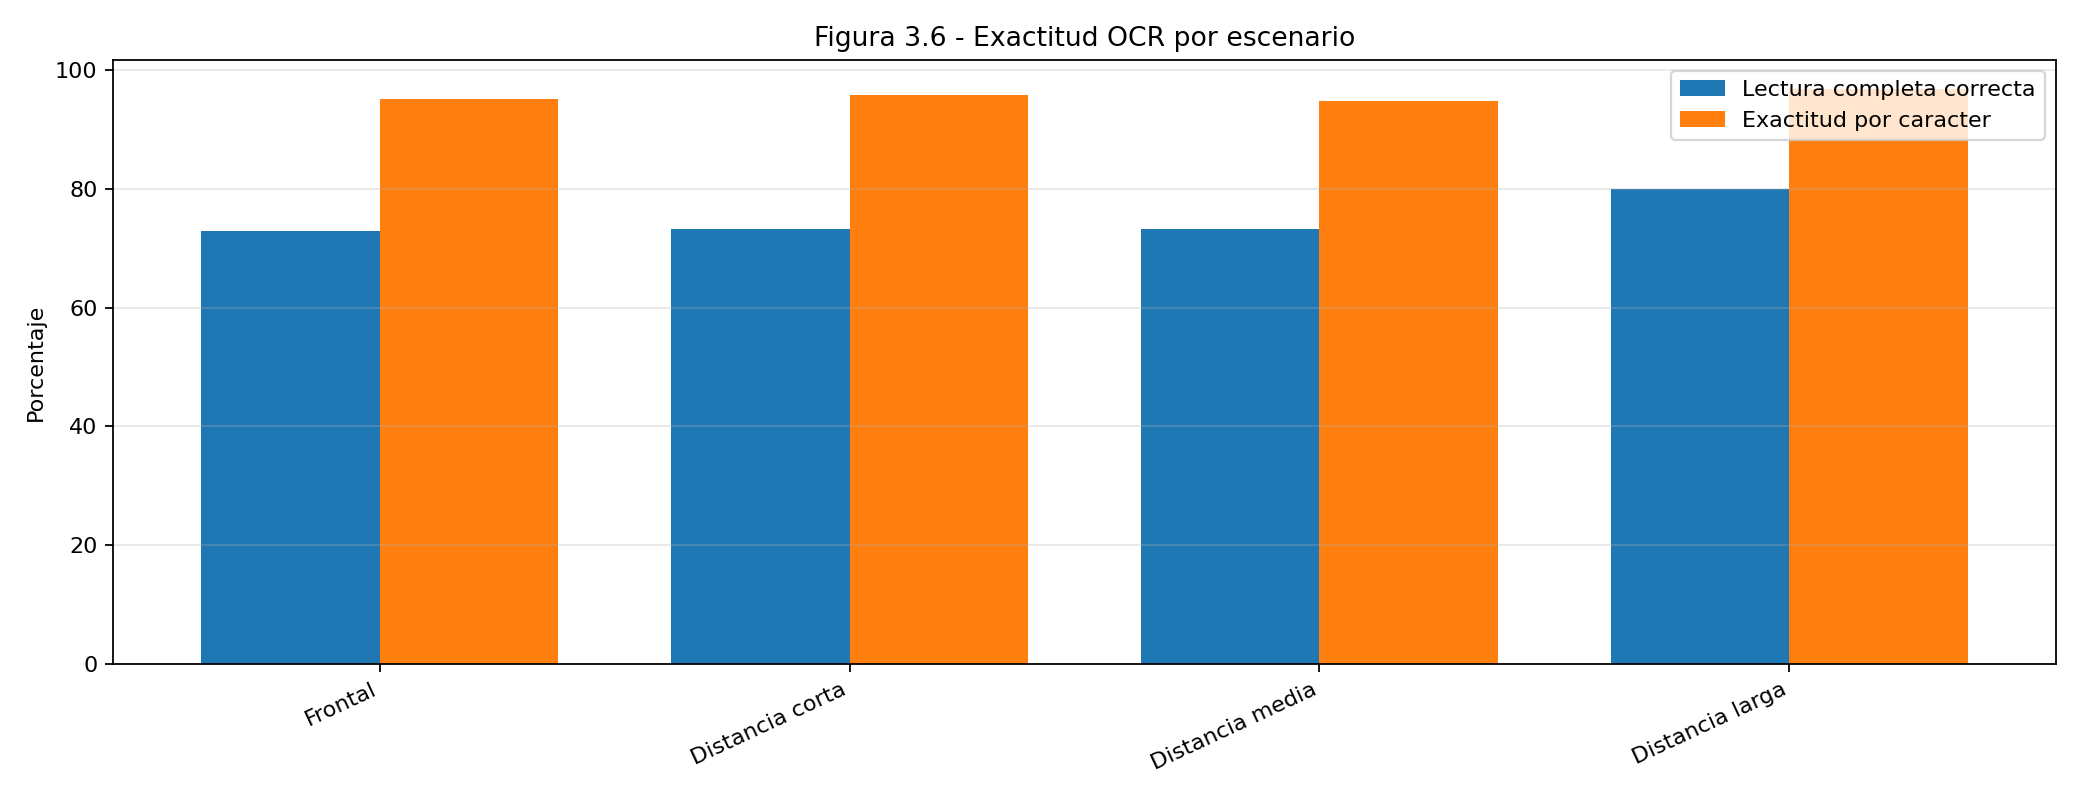 Figura 3.6 - Exactitud OCR por escenario
100
80
60
40
20
0
Porcentaje
Lectura completa correcta
Exactitud por caracter
Frontal
Distancia corta
Distancia media
Distancia larga